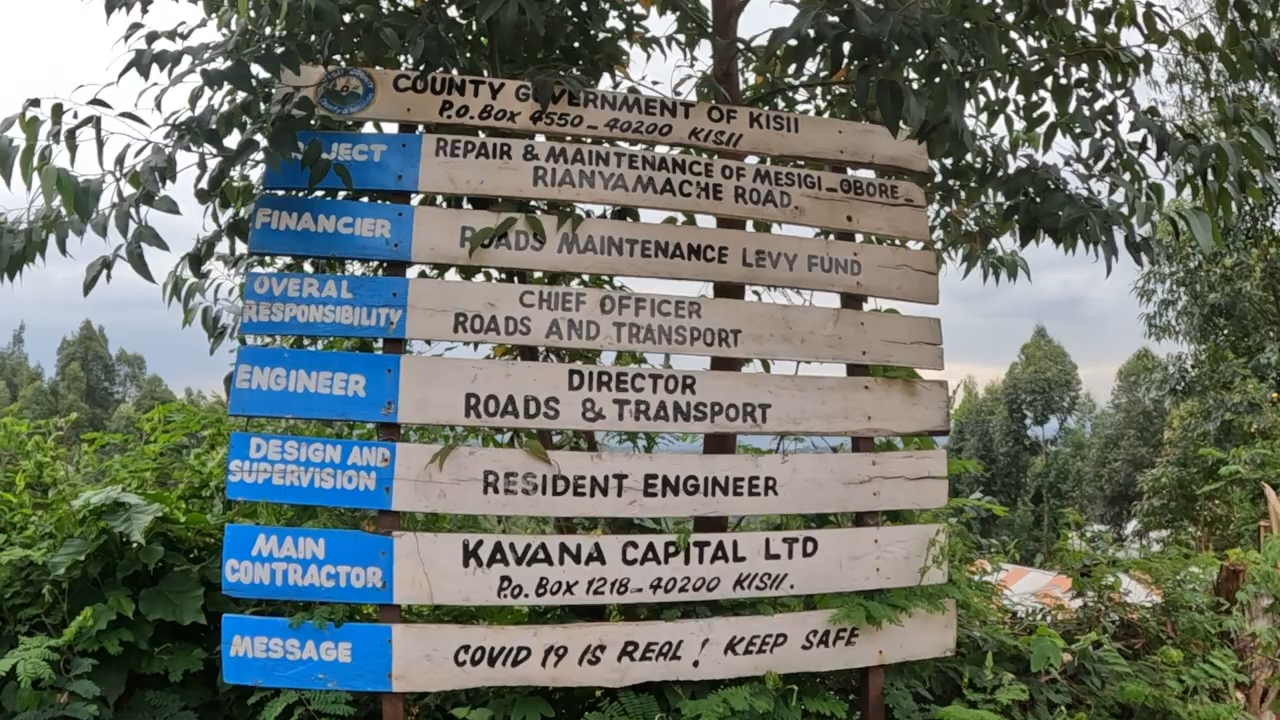 COUNTY GOVERNMENT OF KISII
P.O. BOX 4550-40200 KISII
PROJECT
REPAIR & MAINTENANCE OF MESIGI-OBORE-
RIANYAMACHE ROAD.
FINANCIER
ROADS MAINTENANCE LEVY FUND
OVERAL
RESPONSIBILITY
CHIEF OFFICER
ROADS AND TRANSPORT
ENGINEER
DIRECTOR
ROADS & TRANSPORT
DESIGN AND
SUPERVISION
RESIDENT ENGINEER
MAIN
CONTRACTOR
KAVANA CAPITAL LTD
P.O. BOX 1218-40200 KISII.
MESSAGE
COVID 19 IS REAL! KEEP SAFE